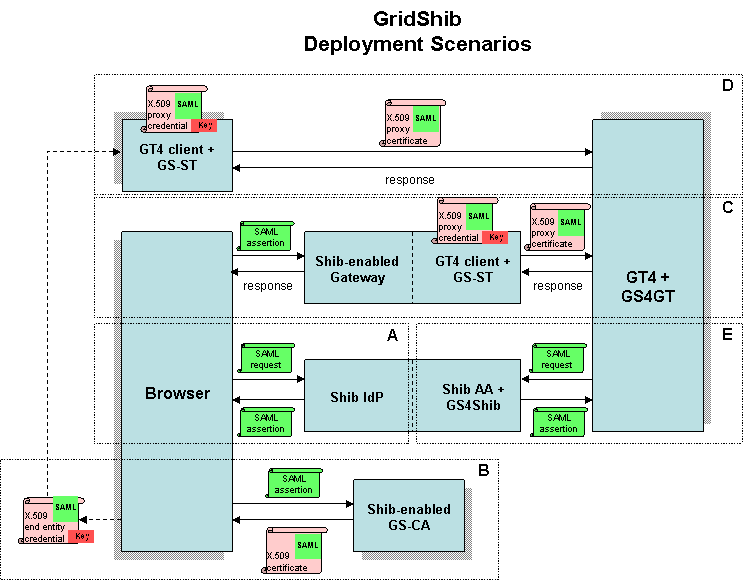 GridShib
Deployment Scenarios
D
X.509
proxy
credential
SAML
Key
GT4 client +
GS-ST
X.509
proxy
certificate
SAML
response
C
SAML
assertion
response
Shib-enabled
Gateway
X.509
proxy
credential
SAML
Key
GT4 client +
GS-ST
X.509
proxy
certificate
SAML
response
GT4 +
GS4GT
A
Browser
SAML
request
SAML
assertion
Shib IdP
E
Shib AA +
GS4Shib
SAML
request
SAML
assertion
B
X.509
end entity
credential
SAML
Key
SAML
assertion
X.509
certificate
SAML
Shib-enabled
GS-CA